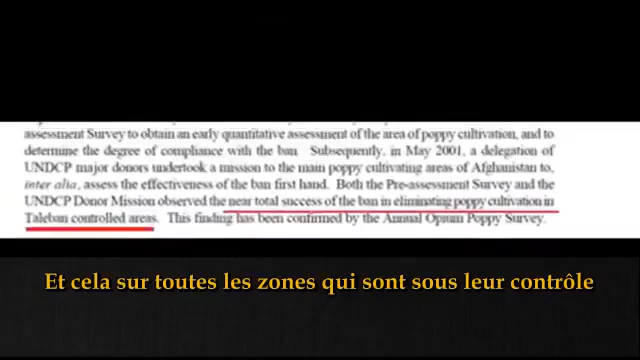 assessment Survey to obtain an early quantitative assessment of the area of poppy cultivation, and to
determine the degree of compliance with the ban. Subsequently, in May 2001, a delegation of
UNDCP major donors undertook a mission to the main poppy cultivating areas of Afghanistan to,
inter alia, assess the effectiveness of the ban first hand. Both the Pre-assessment Survey and the
UNDCP Donor Mission observed the near total success of the ban in eliminating poppy cultivation in
Taleban controlled areas. This finding has been confirmed by the Annual Opium Poppy Survey.
Et cela sur toutes les zones qui sont sous leur contrôle